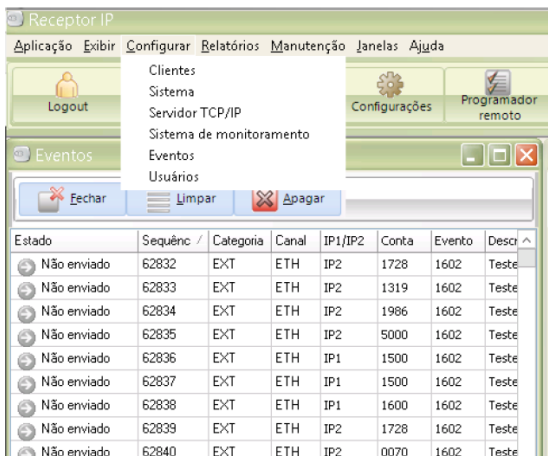 Receptor IP
Aplicação Exibir Configurar Relatórios Manutenção Janelas Ajuda
Clientes
Sistema
Servidor TCP/IP
Sistema de monitoramento
Eventos
Usuários
Logout
Configurações
Programador
remoto
Eventos
Fechar Limpar Apagar
Estado Sequênc Categoria Canal IP1/IP2 Conta Evento Descr
Não enviado 62832 EXT ETH IP2 1728 1602 Teste
Não enviado 62833 EXT ETH IP2 1319 1602 Teste
Não enviado 62834 EXT ETH IP2 1986 1602 Teste
Não enviado 62835 EXT ETH IP2 5000 1602 Teste
Não enviado 62836 EXT ETH IP1 1500 1602 Teste
Não enviado 62837 EXT ETH IP1 1500 1602 Teste
Não enviado 62838 EXT ETH IP1 1600 1602 Teste
Não enviado 62839 EXT ETH IP2 1728 1602 Teste
Não enviado 62840 EXT ETH IP2 0070 1602 Teste